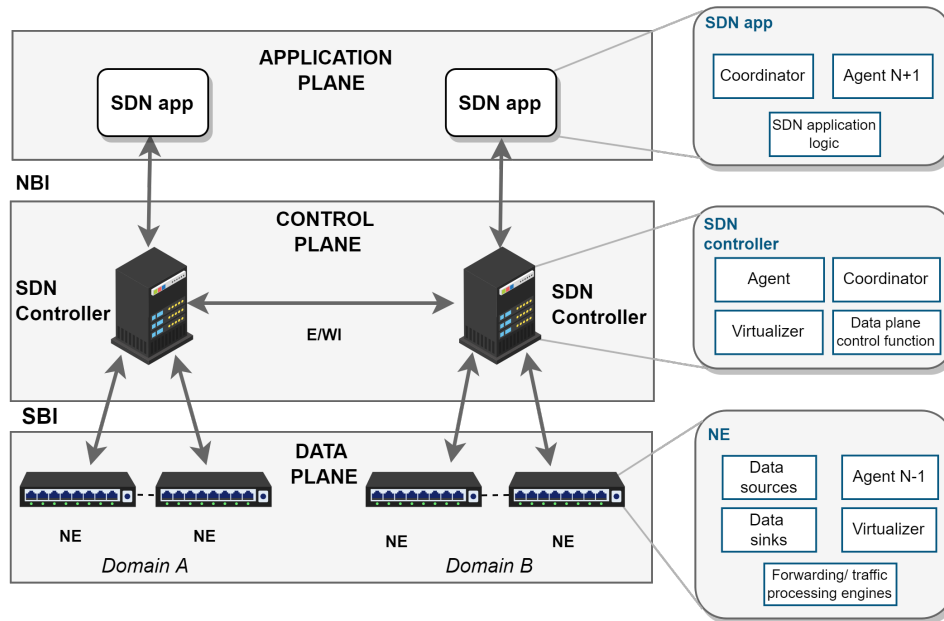 APPLICATION
PLANE
SDN app
SDN app
NBI
CONTROL
PLANE
SDN
Controller
SDN
Controller
E/WI
SBI
DATA
PLANE
NE
NE
NE
NE
Domain A
Domain B
SDN app
Coordinator
Agent N+1
SDN application
logic
SDN
controller
Agent
Coordinator
Virtualizer
Data plane
control function
NE
Data
sources
Agent N-1
Data
sinks
Virtualizer
Forwarding/ traffic
processing engines